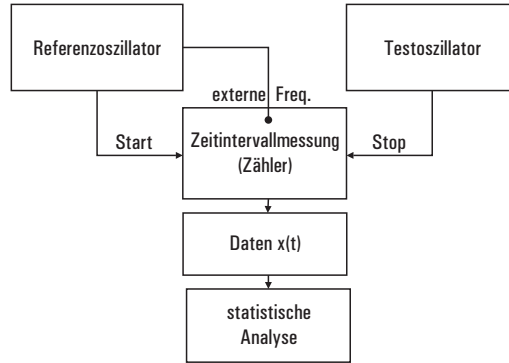 Referenzoszillator
Testoszillator
externe Freq.
Start
Zeitintervallmessung
(Zähler)
Stop
Daten x(t)
statistische
Analyse